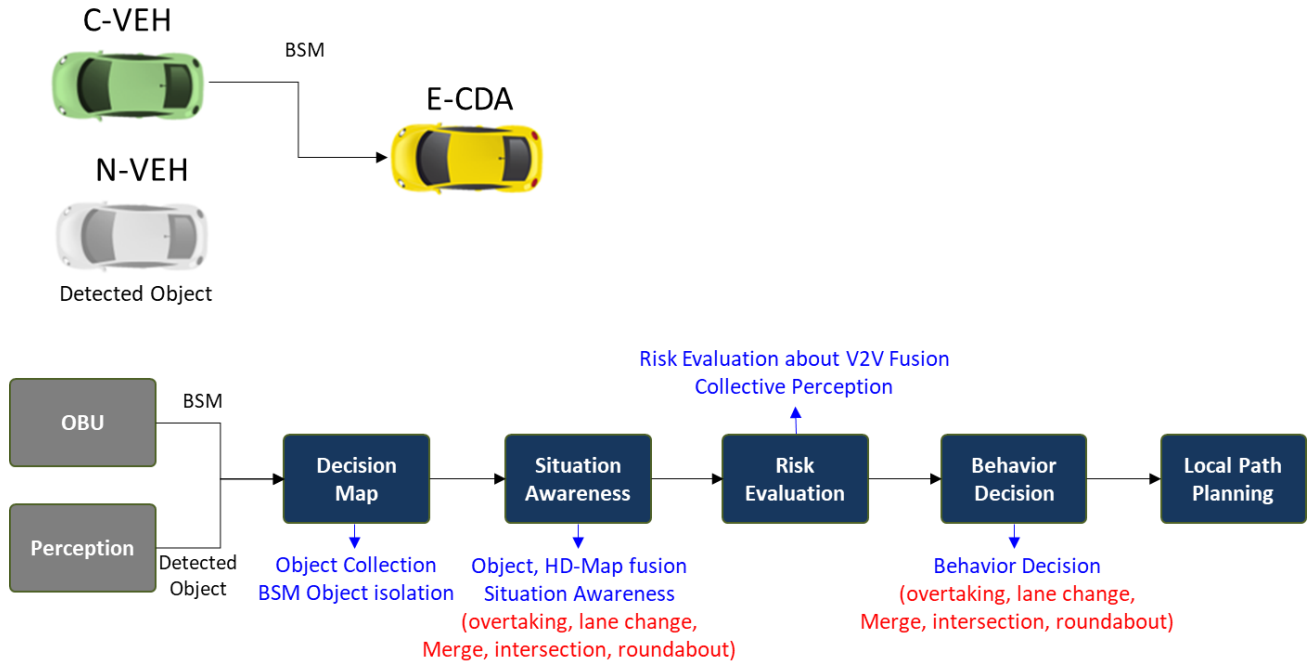 C-VEH
BSM
E-CDA
N-VEH
Detected Object
Risk Evaluation about V2V Fusion
Collective Perception
OBU
BSM
Decision
Map
Situation
Awareness
Risk
Evaluation
Behavior
Decision
Local Path
Planning
Perception
Detected
Object
Object Collection
BSM Object isolation
Object, HD-Map fusion
Situation Awareness
(overtaking, lane change,
Merge, intersection, roundabout)
Behavior Decision
(overtaking, lane change,
Merge, intersection, roundabout)